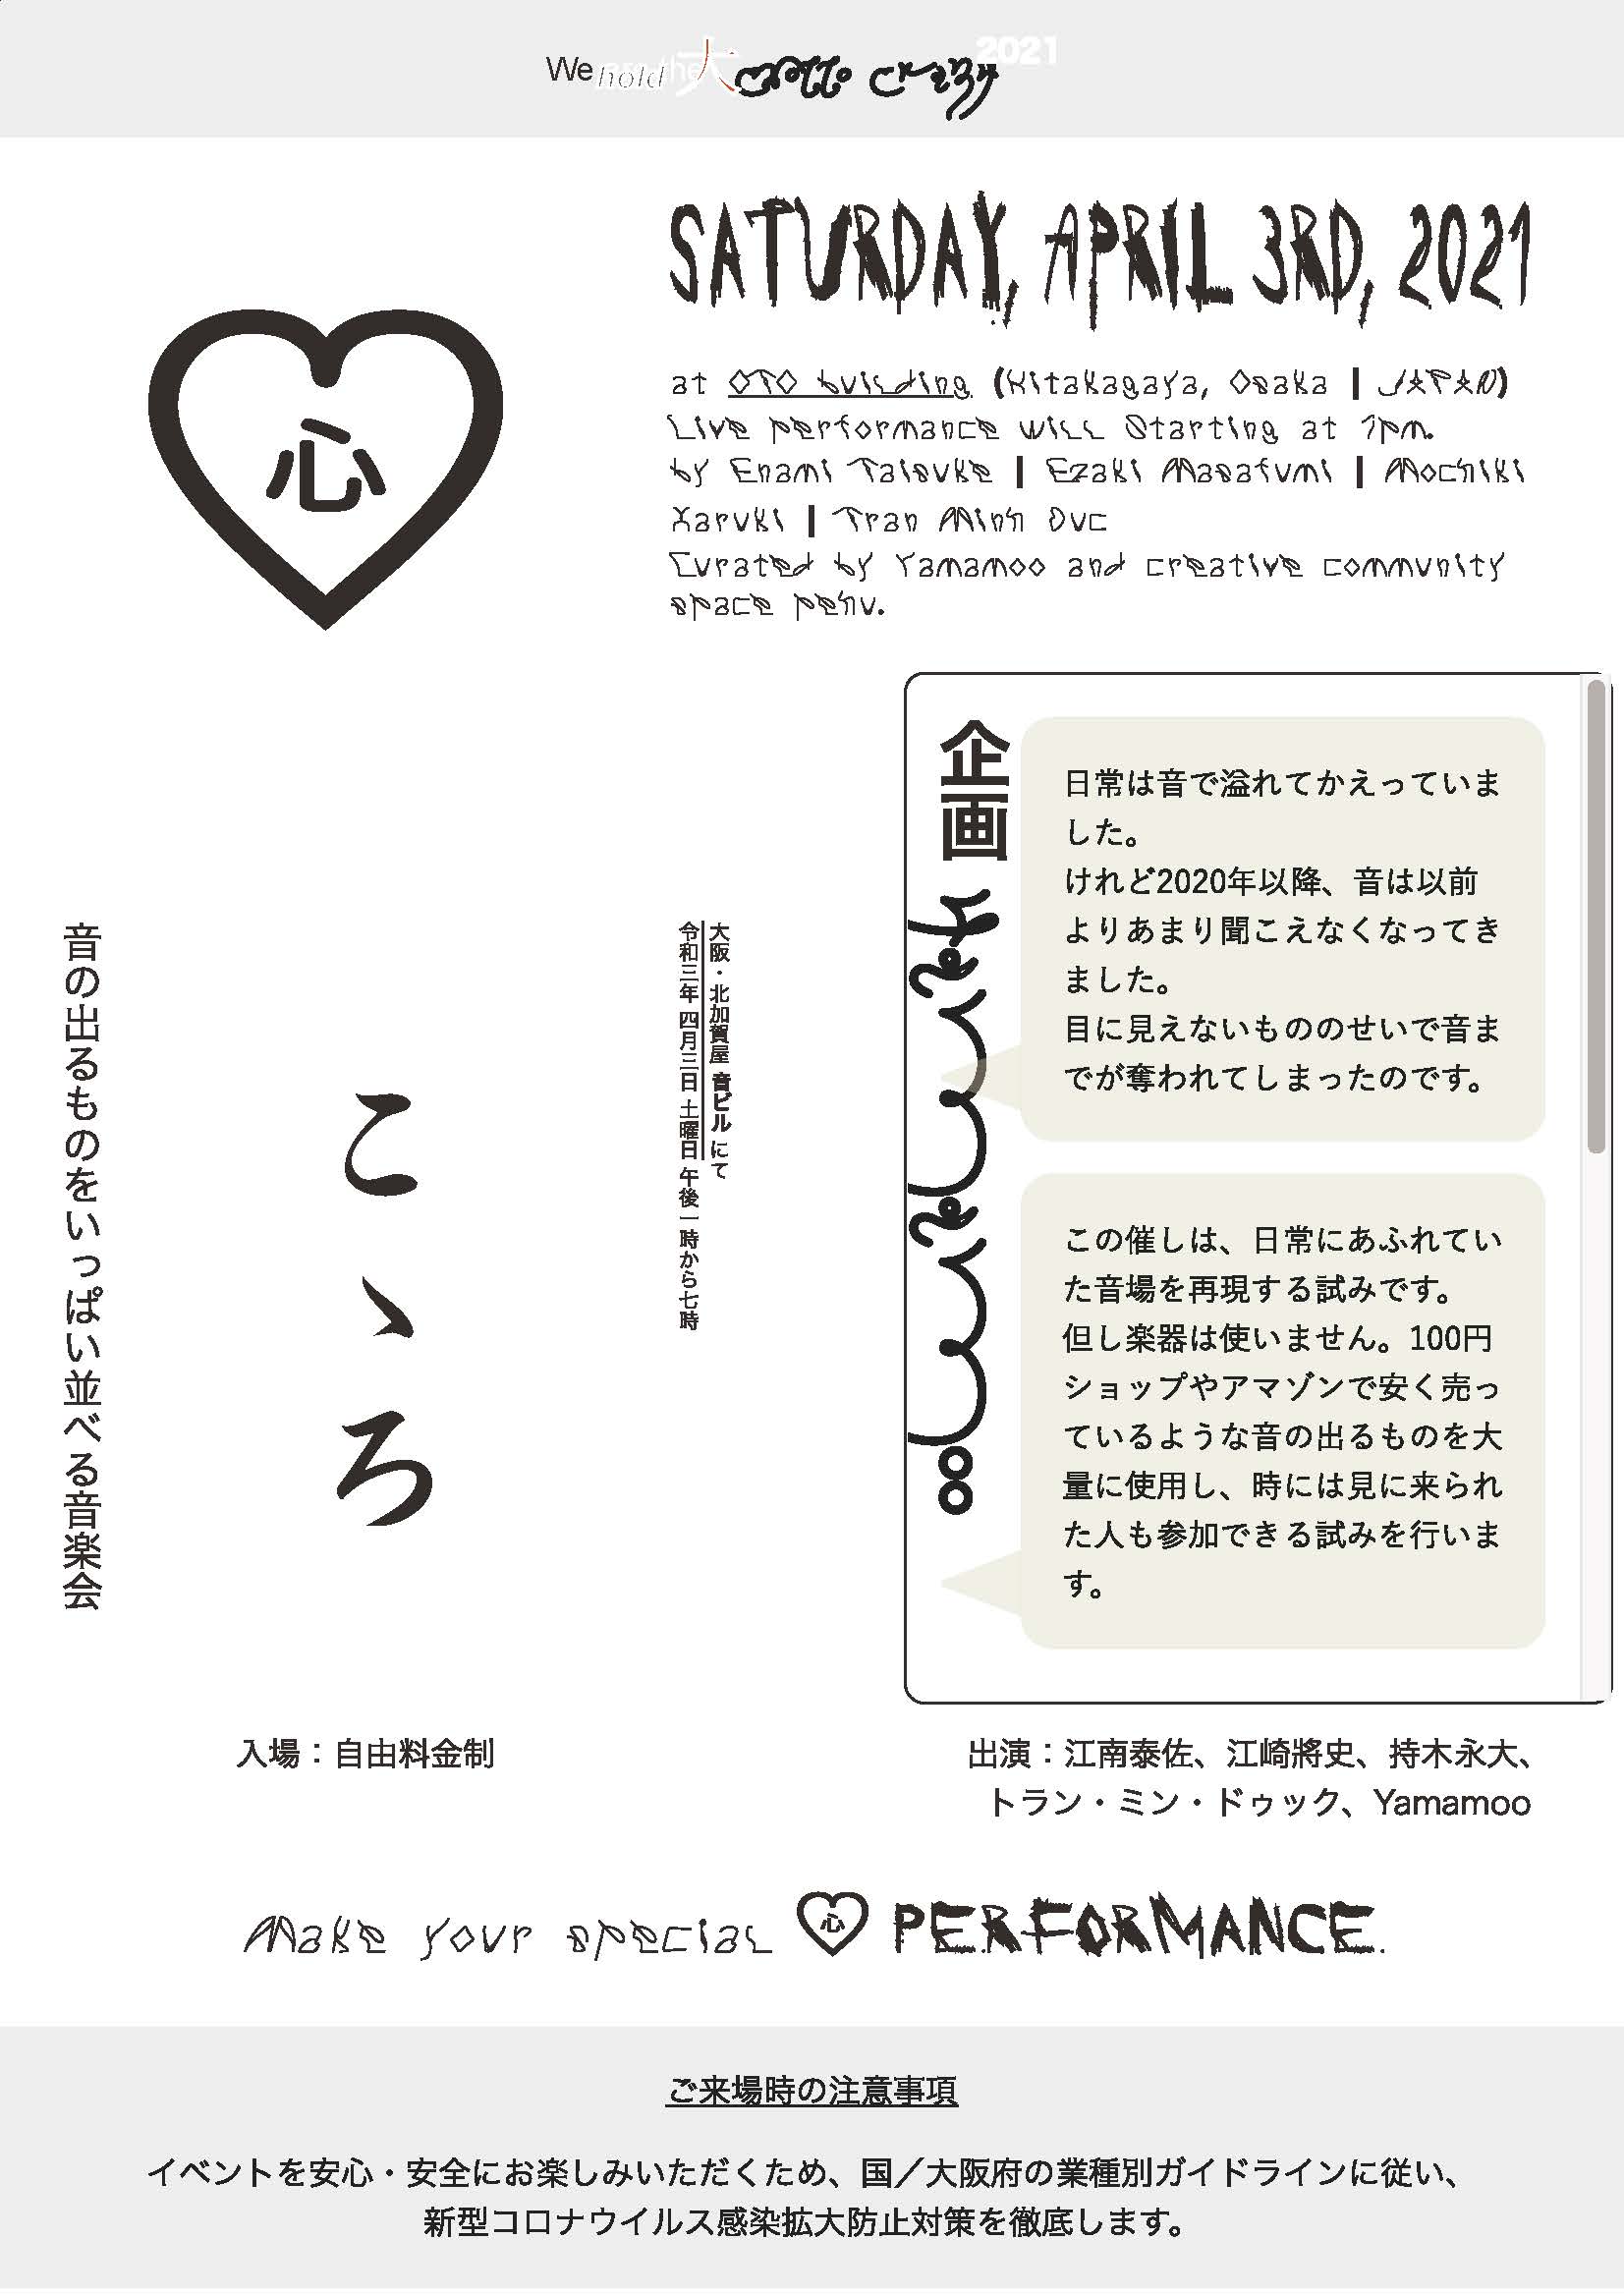 We hold the 大 motto crazy 2021
SATURDAY, APRIL 3RD, 2021
at OTO building (Kitakagaya, Osaka | JAPAN)
Live performance will Starting at 1pm.
by Enami Taisuke | Ezaki Masafumi | Mochiki
Haruki | Tran Minh Duc
Curated by Yamamoo and creative community
space pehu.
心
企画
日常は音で溢れてかえっていま
した。
けれど2020年以降、音は以前
よりあまり聞こえなくなってき
ました。
目に見えないもののせいで音ま
でが奪われてしまったのです。
この催しは、日常にあふれてい
た音場を再現する試みです。
但し楽器は使いません。100円
ショップやアマゾンで安く売っ
ているような音の出るものを大
量に使用し、時には見に来られ
た人も参加できる試みを行いま
す。
大阪・北加賀屋 音ビル にて
令和三年 四月三日 土曜日 午後一時から七時
こゝろ
音の出るものをいっぱい並べる音楽会
入場：自由料金制
出演：江南泰佐、江崎將史、持木永大、
トラン・ミン・ドゥック、Yamamoo
Make your special 心 PERFORMANCE.
ご来場時の注意事項
イベントを安心・安全にお楽しみいただくため、国／大阪府の業種別ガイドラインに従い、
新型コロナウイルス感染拡大防止対策を徹底します。